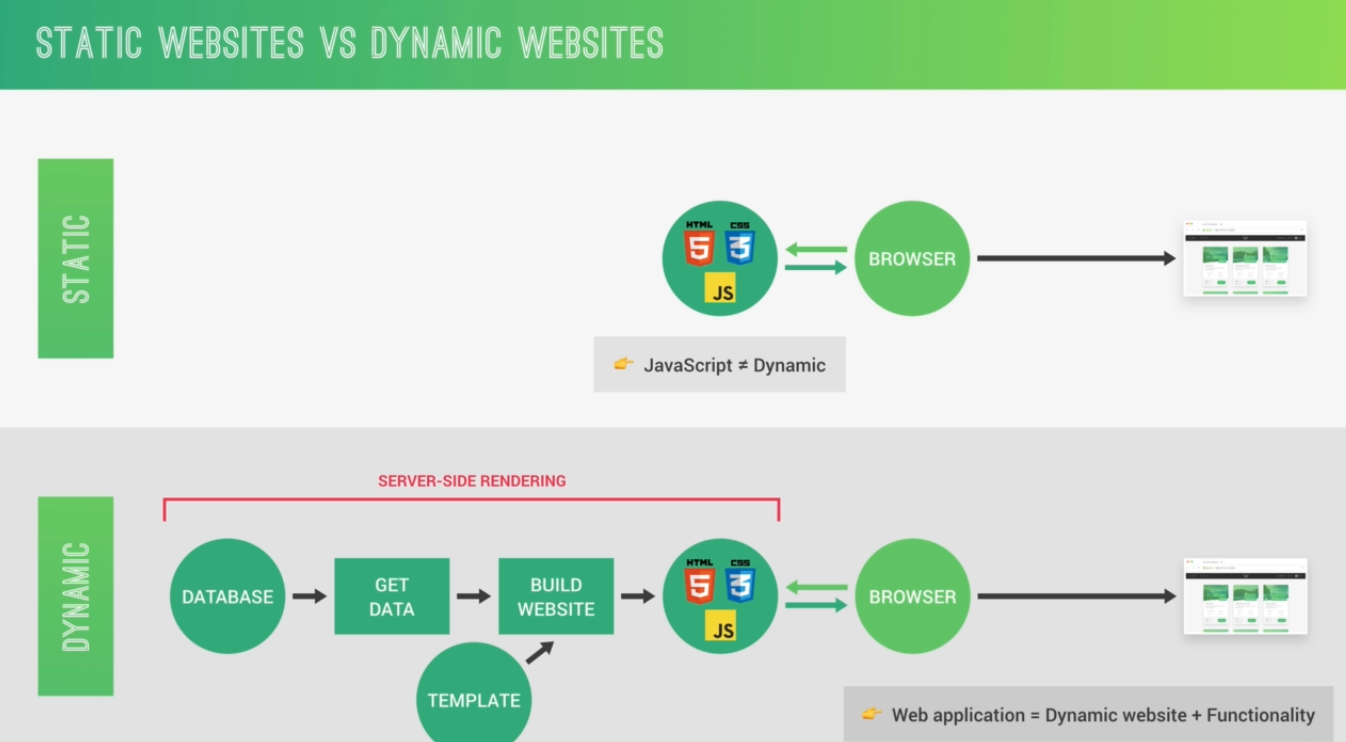 STATIC WEBSITES VS DYNAMIC WEBSITES
STATIC
HTML
5
CSS
3
JS
BROWSER
👉 JavaScript ≠ Dynamic
DYNAMIC
SERVER-SIDE RENDERING
DATABASE
GET
DATA
BUILD
WEBSITE
TEMPLATE
HTML
5
CSS
3
JS
BROWSER
👉 Web application = Dynamic website + Functionality